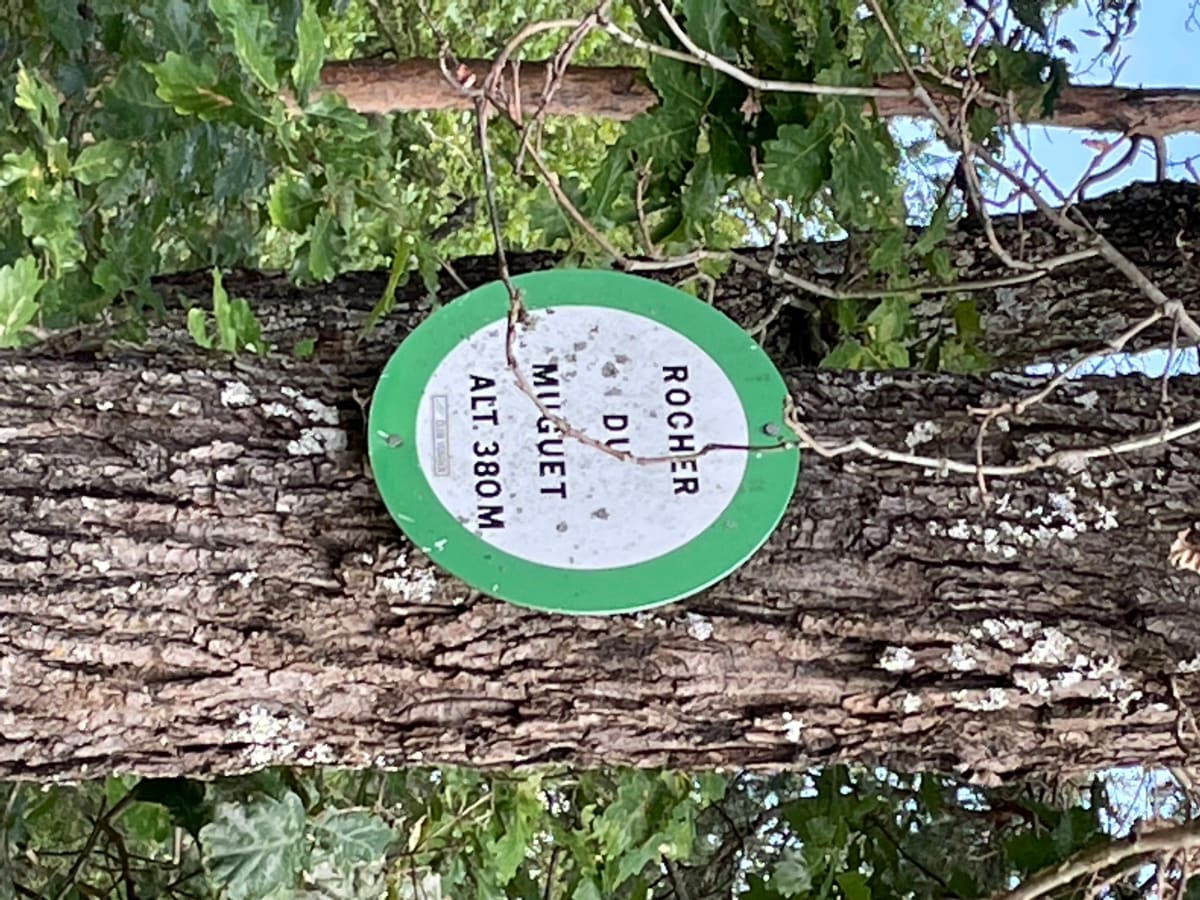 ROCHER
DU
MUGUET
ALT. 380M